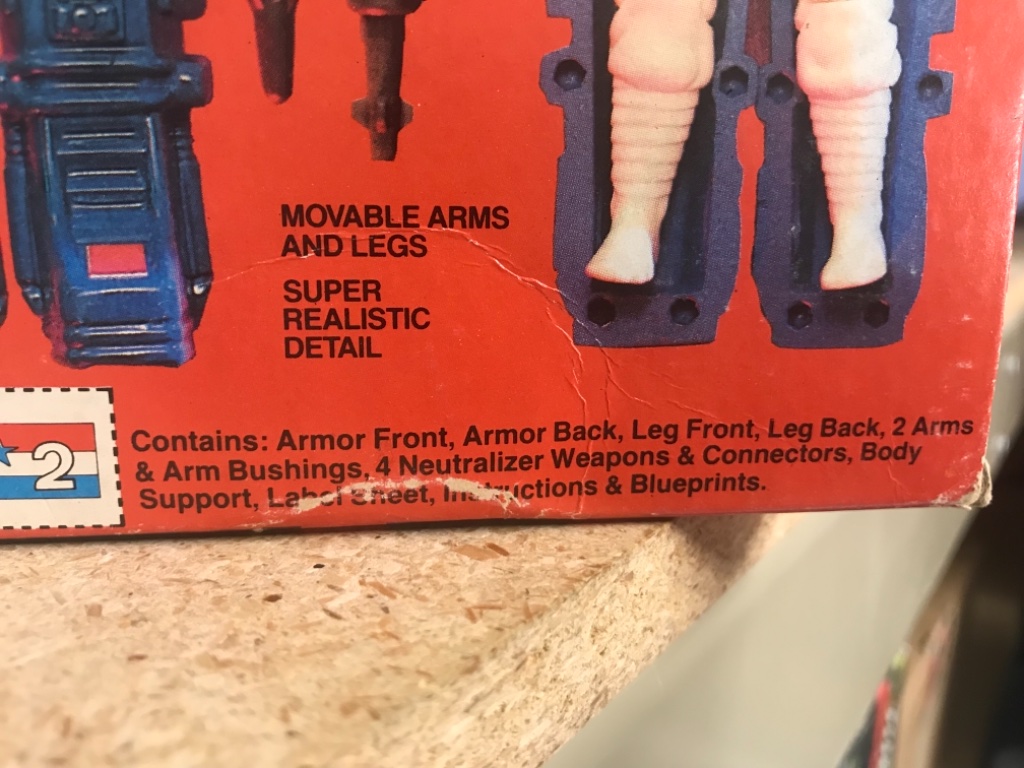 MOVABLE ARMS
AND LEGS
SUPER
REALISTIC
DETAIL
2
Contains: Armor Front, Armor Back, Leg Front, Leg Back, 2 Arms
& Arm Bushings, 4 Neutralizer Weapons & Connectors, Body
Support, Label Sheet, Instructions & Blueprints.